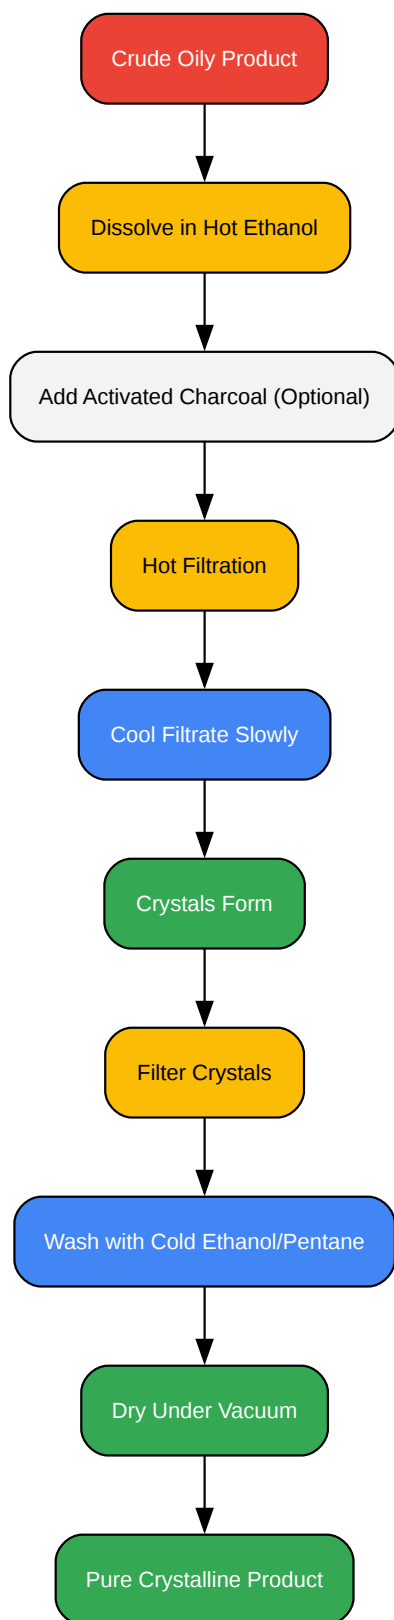 Crude Oily Product
Dissolve in Hot Ethanol
Add Activated Charcoal (Optional)
Hot Filtration
Cool Filtrate Slowly
Crystals Form
Filter Crystals
Wash with Cold Ethanol/Pentane
Dry Under Vacuum
Pure Crystalline Product